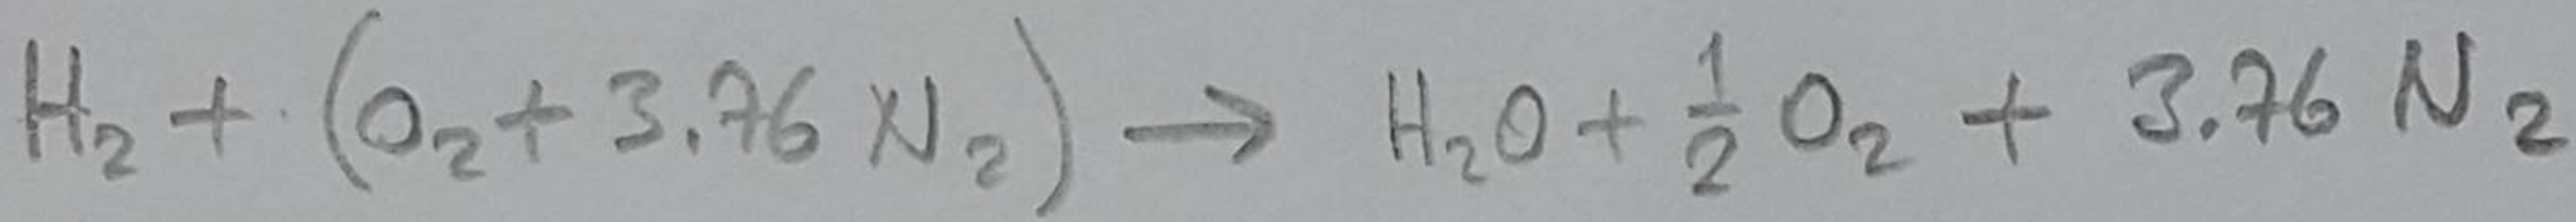 H₂ + (O₂ + 3.76 N₂) → H₂O + ½ O₂ + 3.76 N₂